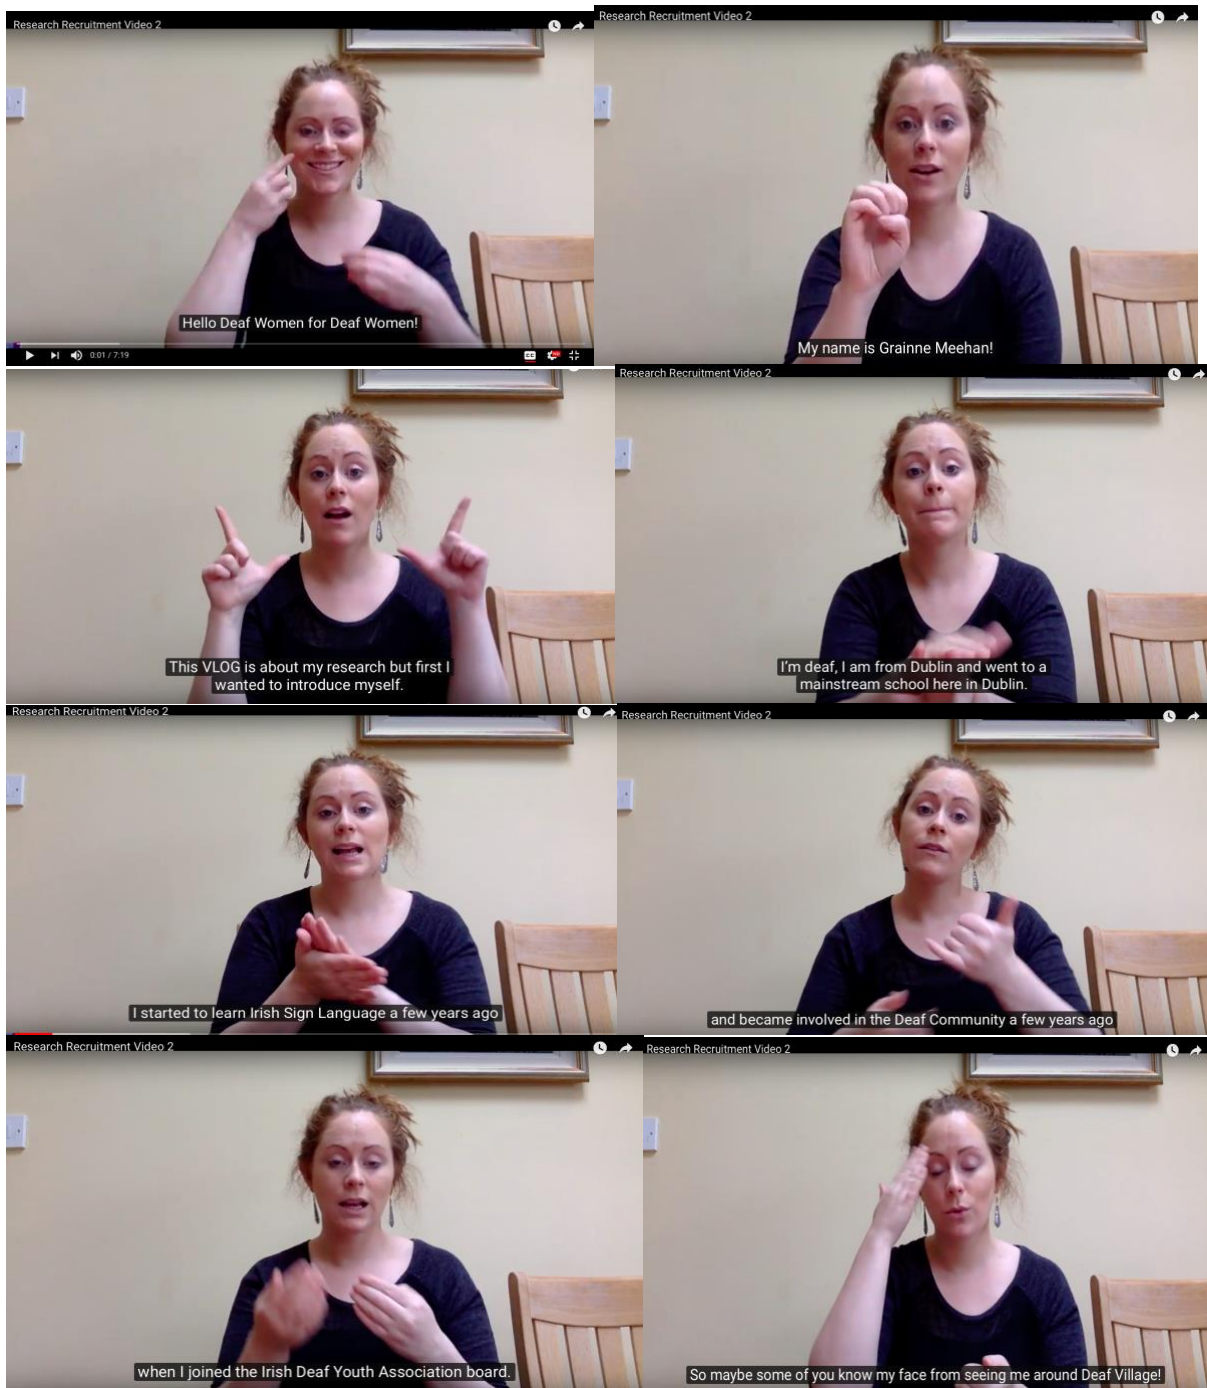 Research Recruitment Video 2
Hello Deaf Women for Deaf Women!
0:01 / 7:19
CC
Research Recruitment Video 2
My name is Grainne Meehan!
This VLOG is about my research but first I
wanted to introduce myself.
Research Recruitment Video 2
I'm deaf, I am from Dublin and went to a
mainstream school here in Dublin.
Research Recruitment Video 2
I started to learn Irish Sign Language a few years ago
Research Recruitment Video 2
and became involved in the Deaf Community a few years ago
Research Recruitment Video 2
when I joined the Irish Deaf Youth Association board.
Research Recruitment Video 2
So maybe some of you know my face from seeing me around Deaf Village!